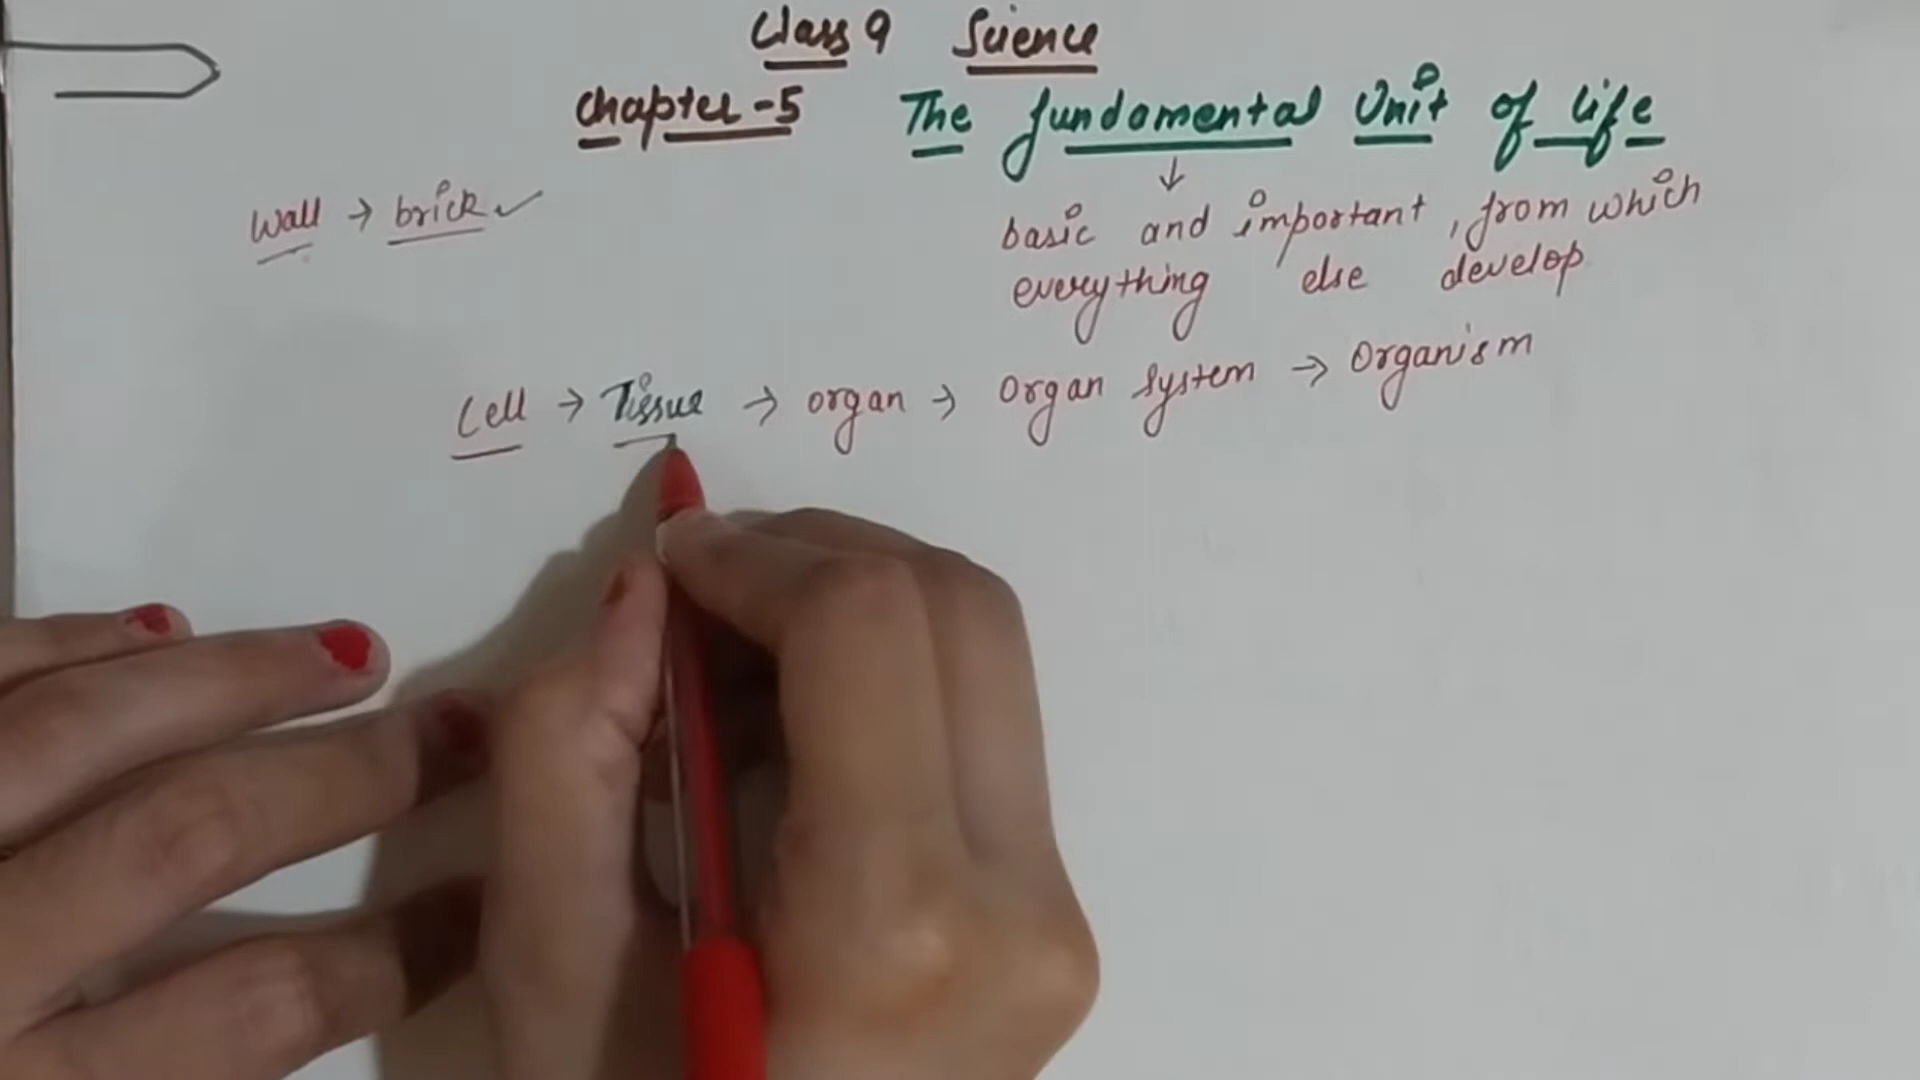 Class 9 Science
Chapter-5 The fundamental Unit of life
Wall → brick ✓
↓
basic and important, from which
everything else develop
Cell → Tissue → organ → Organ System → Organism